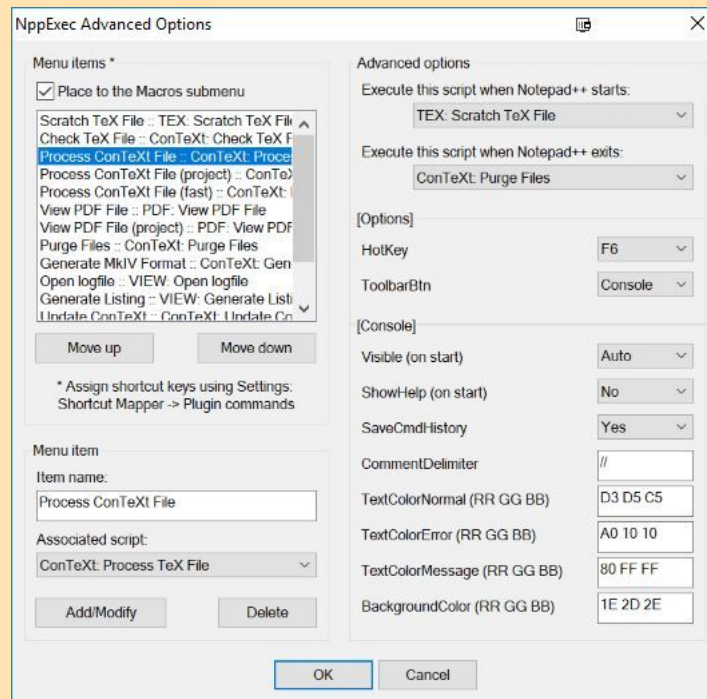 NppExec Advanced Options
Menu items *
Place to the Macros submenu
Scratch TeX File :: TEX: Scratch TeX File
Check TeX File :: ConTeXt: Check TeX F
Process ConTeXt File :: ConTeXt: Proces
Process ConTeXt File (project) :: ConTeX
Process ConTeXt File (fast) :: ConTeXt:
View PDF File :: PDF: View PDF File
View PDF File (project) :: PDF: View PDF
Purge Files :: ConTeXt: Purge Files
Generate MkIV Format :: ConTeXt: Gen
Open logfile :: VIEW: Open logfile
Generate Listing :: VIEW: Generate Listi
Update ConTeXt :: ConTeXt: Update Co
Move up
Move down
* Assign shortcut keys using Settings:
Shortcut Mapper -> Plugin commands
Menu item
Item name:
Process ConTeXt File
Associated script:
ConTeXt: Process TeX File
Add/Modify
Delete
Advanced options
Execute this script when Notepad++ starts:
TEX: Scratch TeX File
Execute this script when Notepad++ exits:
ConTeXt: Purge Files
[Options]
HotKey F6
ToolbarBtn Console
[Console]
Visible (on start) Auto
ShowHelp (on start) No
SaveCmdHistory Yes
CommentDelimiter //
TextColorNormal (RR GG BB) D3 D5 C5
TextColorError (RR GG BB) A0 10 10
TextColorMessage (RR GG BB) 80 FF FF
BackgroundColor (RR GG BB) 1E 2D 2E
OK
Cancel